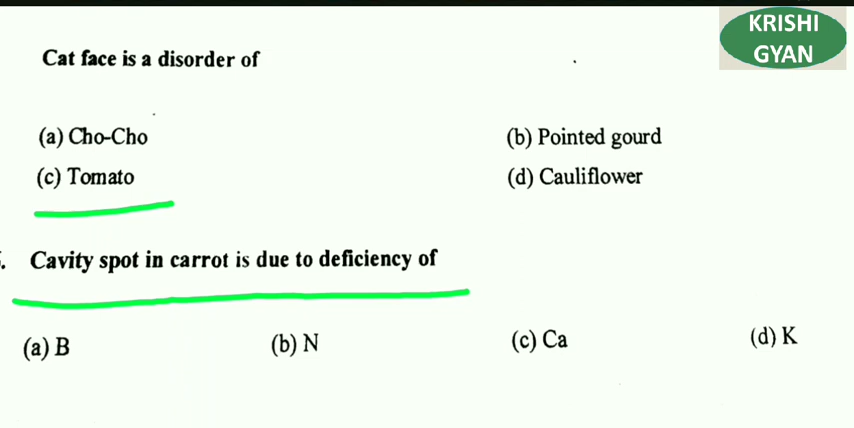 KRISHI
GYAN
Cat face is a disorder of
(a) Cho-Cho (b) Pointed gourd
(c) Tomato (d) Cauliflower
. Cavity spot in carrot is due to deficiency of
(a) B (b) N (c) Ca (d) K